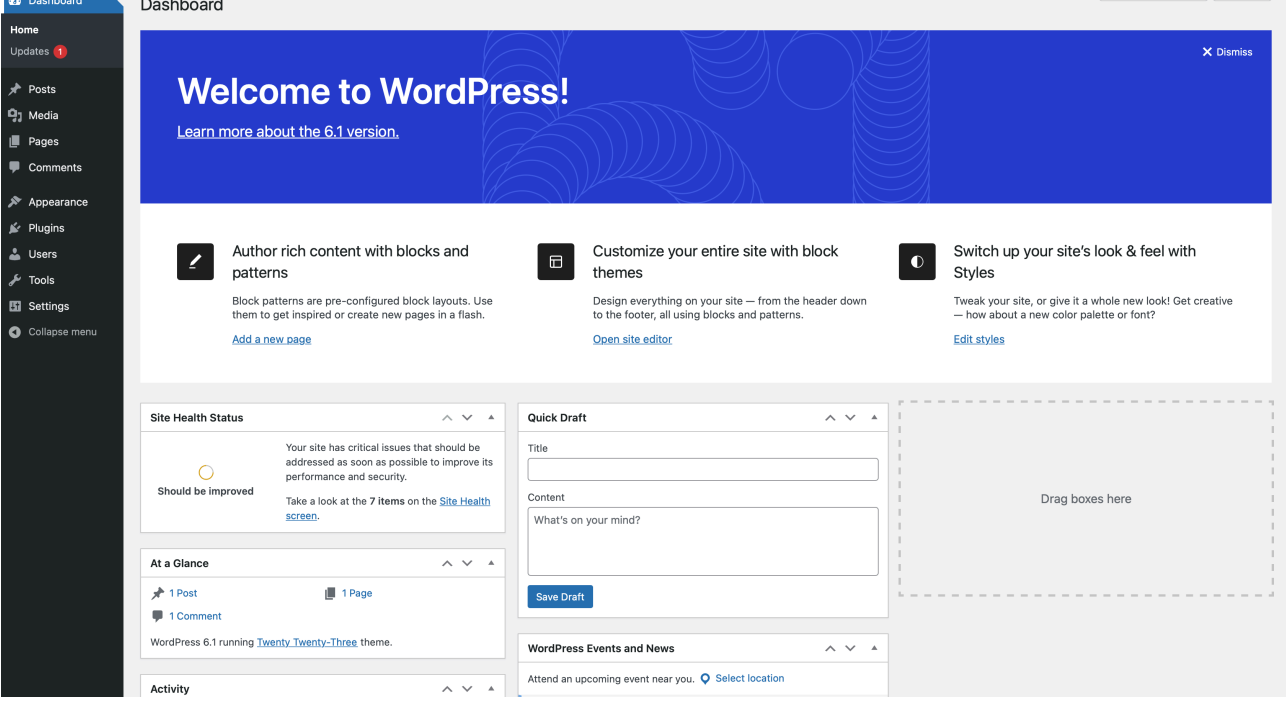 Dashboard
Dashboard
Home
Updates 1
Posts
Media
Pages
Comments
Appearance
Plugins
Users
Tools
Settings
Collapse menu
Dismiss
Welcome to WordPress!
Learn more about the 6.1 version.
Author rich content with blocks and
patterns
Block patterns are pre-configured block layouts. Use
them to get inspired or create new pages in a flash.
Add a new page
Customize your entire site with block
themes
Design everything on your site — from the header down
to the footer, all using blocks and patterns.
Open site editor
Switch up your site's look & feel with
Styles
Tweak your site, or give it a whole new look! Get creative
— how about a new color palette or font?
Edit styles
Site Health Status
Should be improved
Your site has critical issues that should be
addressed as soon as possible to improve its
performance and security.
Take a look at the 7 items on the Site Health
screen.
At a Glance
1 Post
1 Page
1 Comment
WordPress 6.1 running Twenty Twenty-Three theme.
Activity
Quick Draft
Title
Content
What's on your mind?
Save Draft
WordPress Events and News
Attend an upcoming event near you. Select location
Drag boxes here